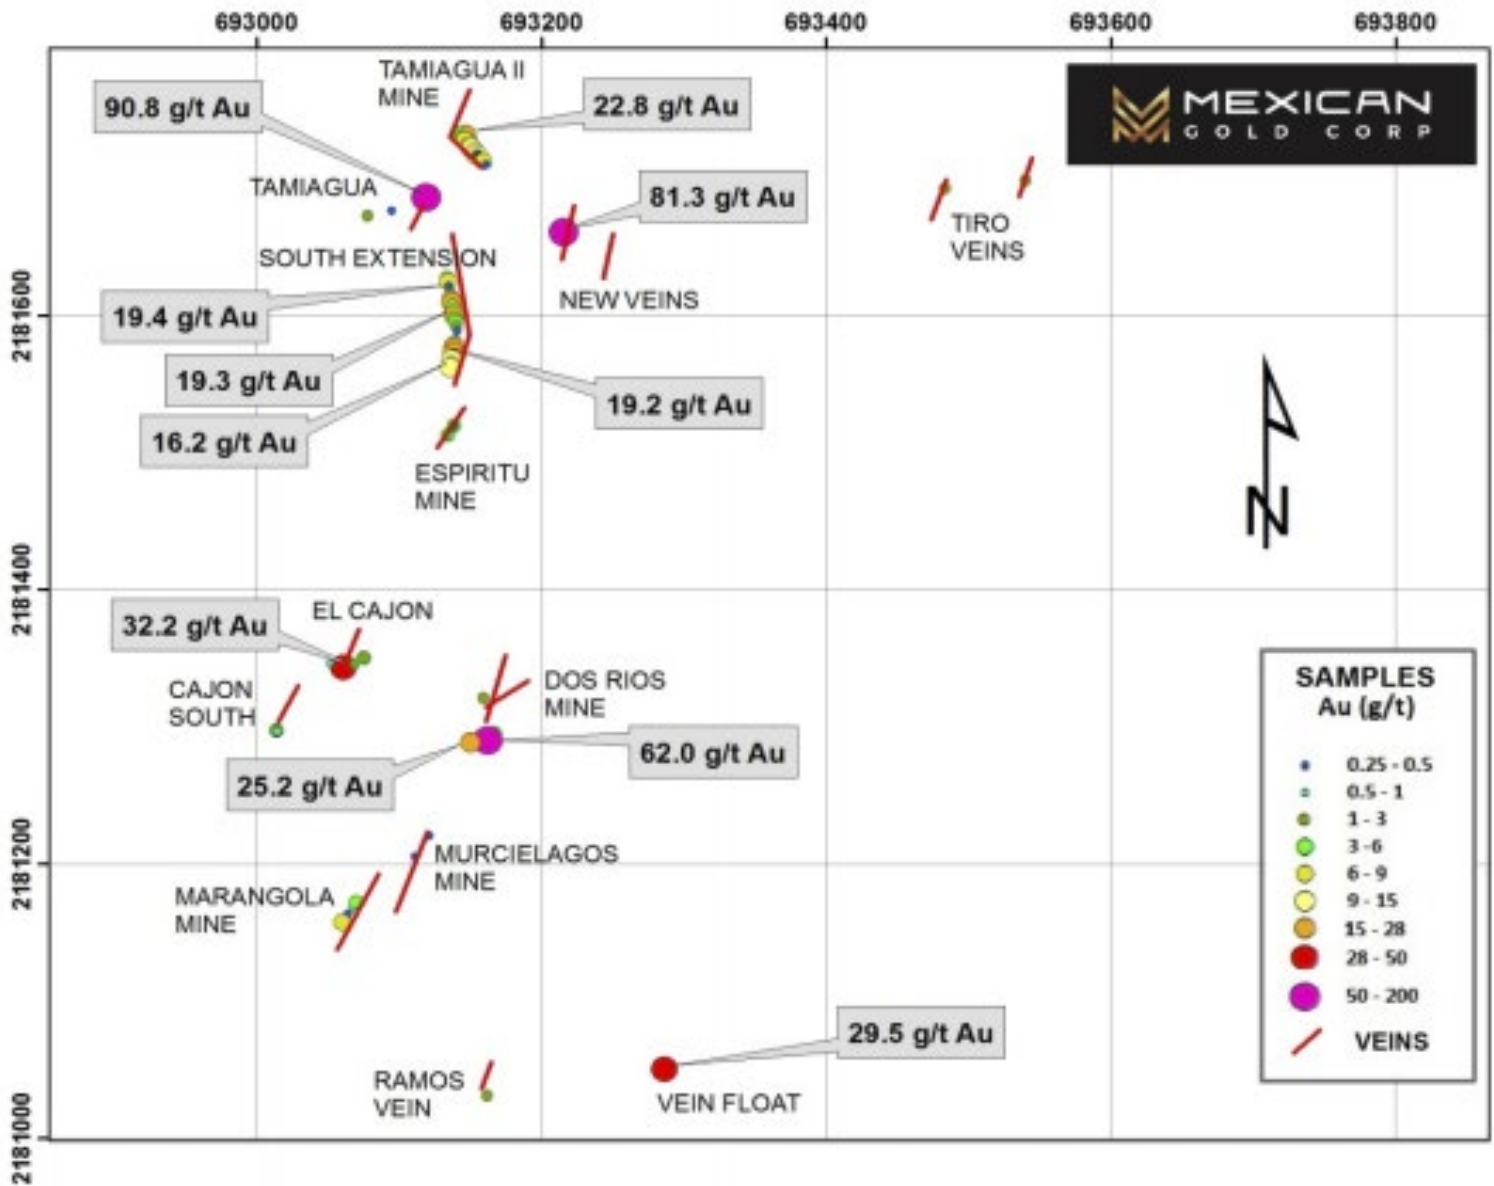 693000 693200 693400 693600 693800
MEXICAN
GOLD CORP
TAMIAGUA II
MINE
90.8 g/t Au
22.8 g/t Au
TAMIAGUA
81.3 g/t Au
TIRO
VEINS
SOUTH EXTENSION
NEW VEINS
2181600
19.4 g/t Au
19.3 g/t Au
19.2 g/t Au
16.2 g/t Au
ESPIRITU
MINE
N
2181400
EL CAJON
32.2 g/t Au
CAJON
SOUTH
DOS RIOS
MINE
62.0 g/t Au
25.2 g/t Au
2181200
MURCIELAGOS
MINE
MARANGOLA
MINE
29.5 g/t Au
RAMOS
VEIN
VEIN FLOAT
2181000
SAMPLES
Au (g/t)
0.25 - 0.5
0.5 - 1
1 - 3
3 - 6
6 - 9
9 - 15
15 - 28
28 - 50
50 - 200
VEINS